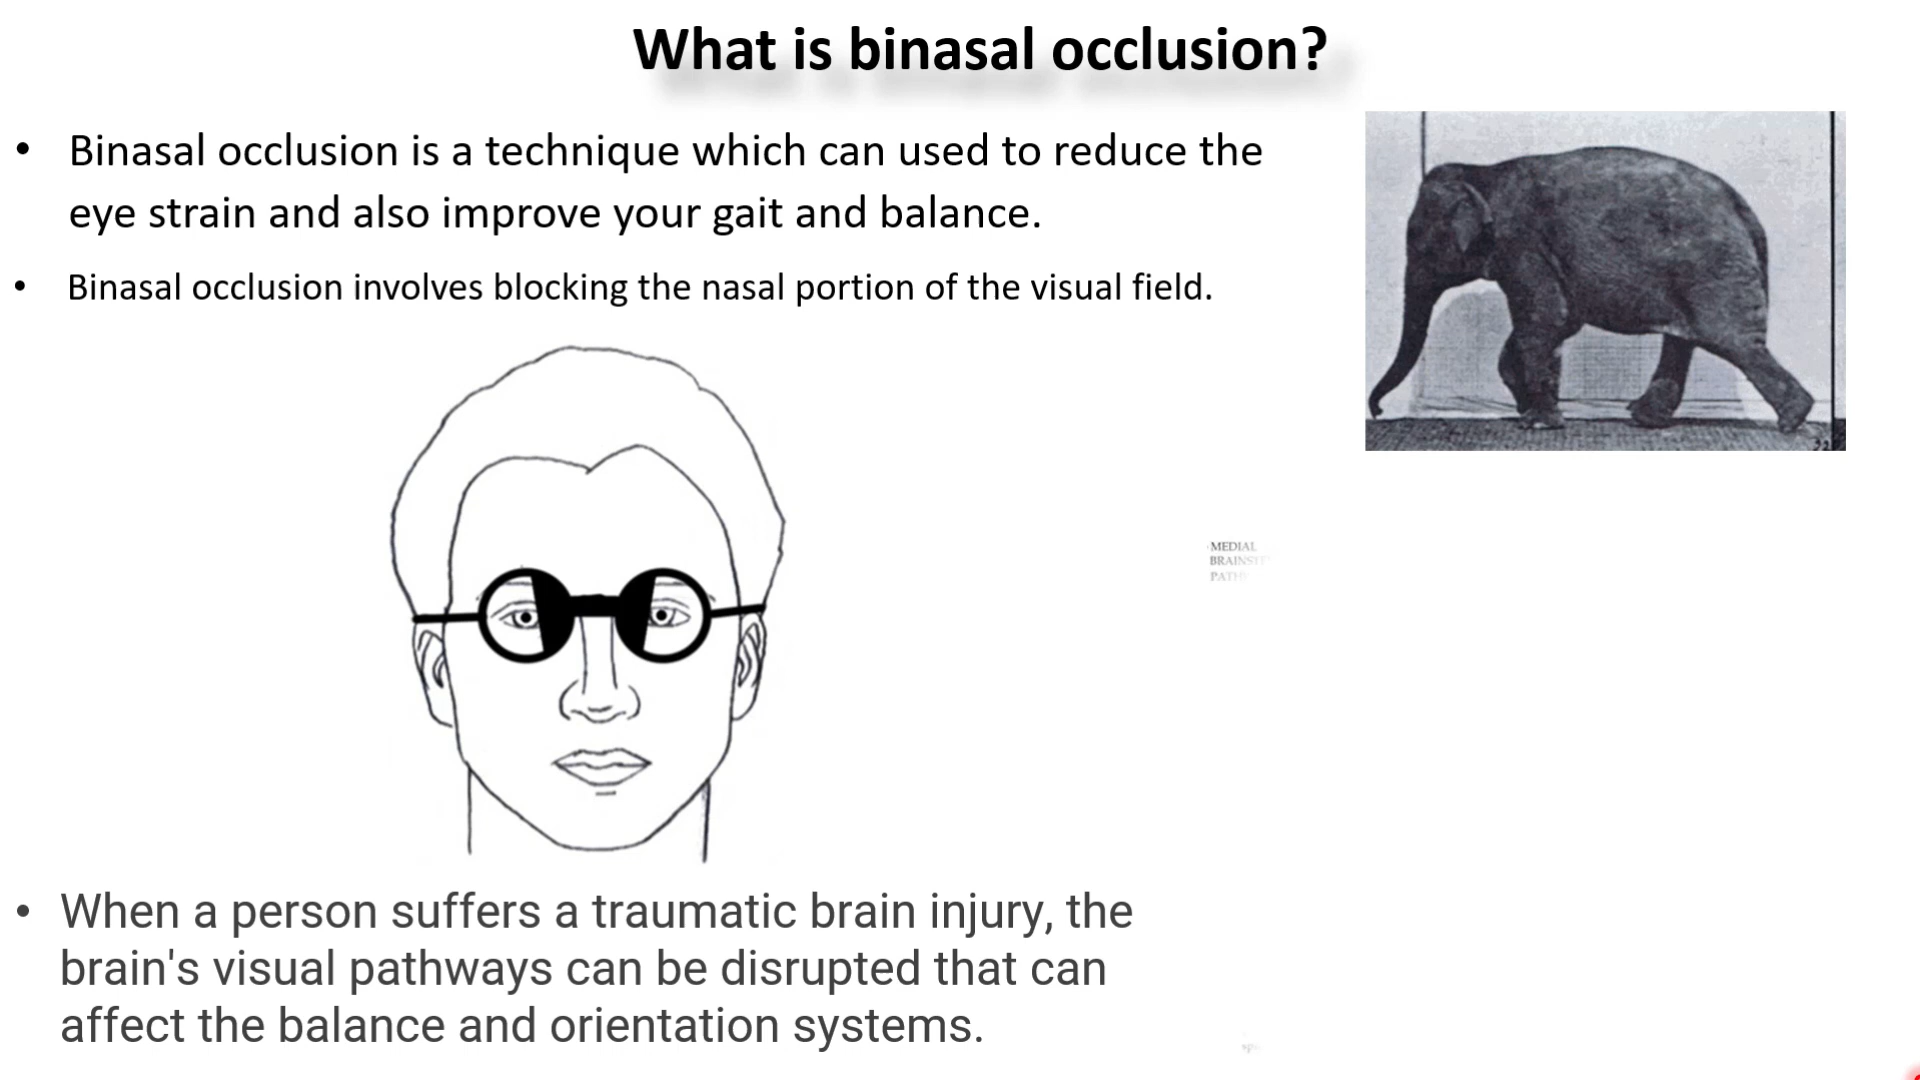 What is binasal occlusion?
• Binasal occlusion is a technique which can used to reduce the
eye strain and also improve your gait and balance.
• Binasal occlusion involves blocking the nasal portion of the visual field.
MEDIAL
• When a person suffers a traumatic brain injury, the
brain's visual pathways can be disrupted that can
affect the balance and orientation systems.